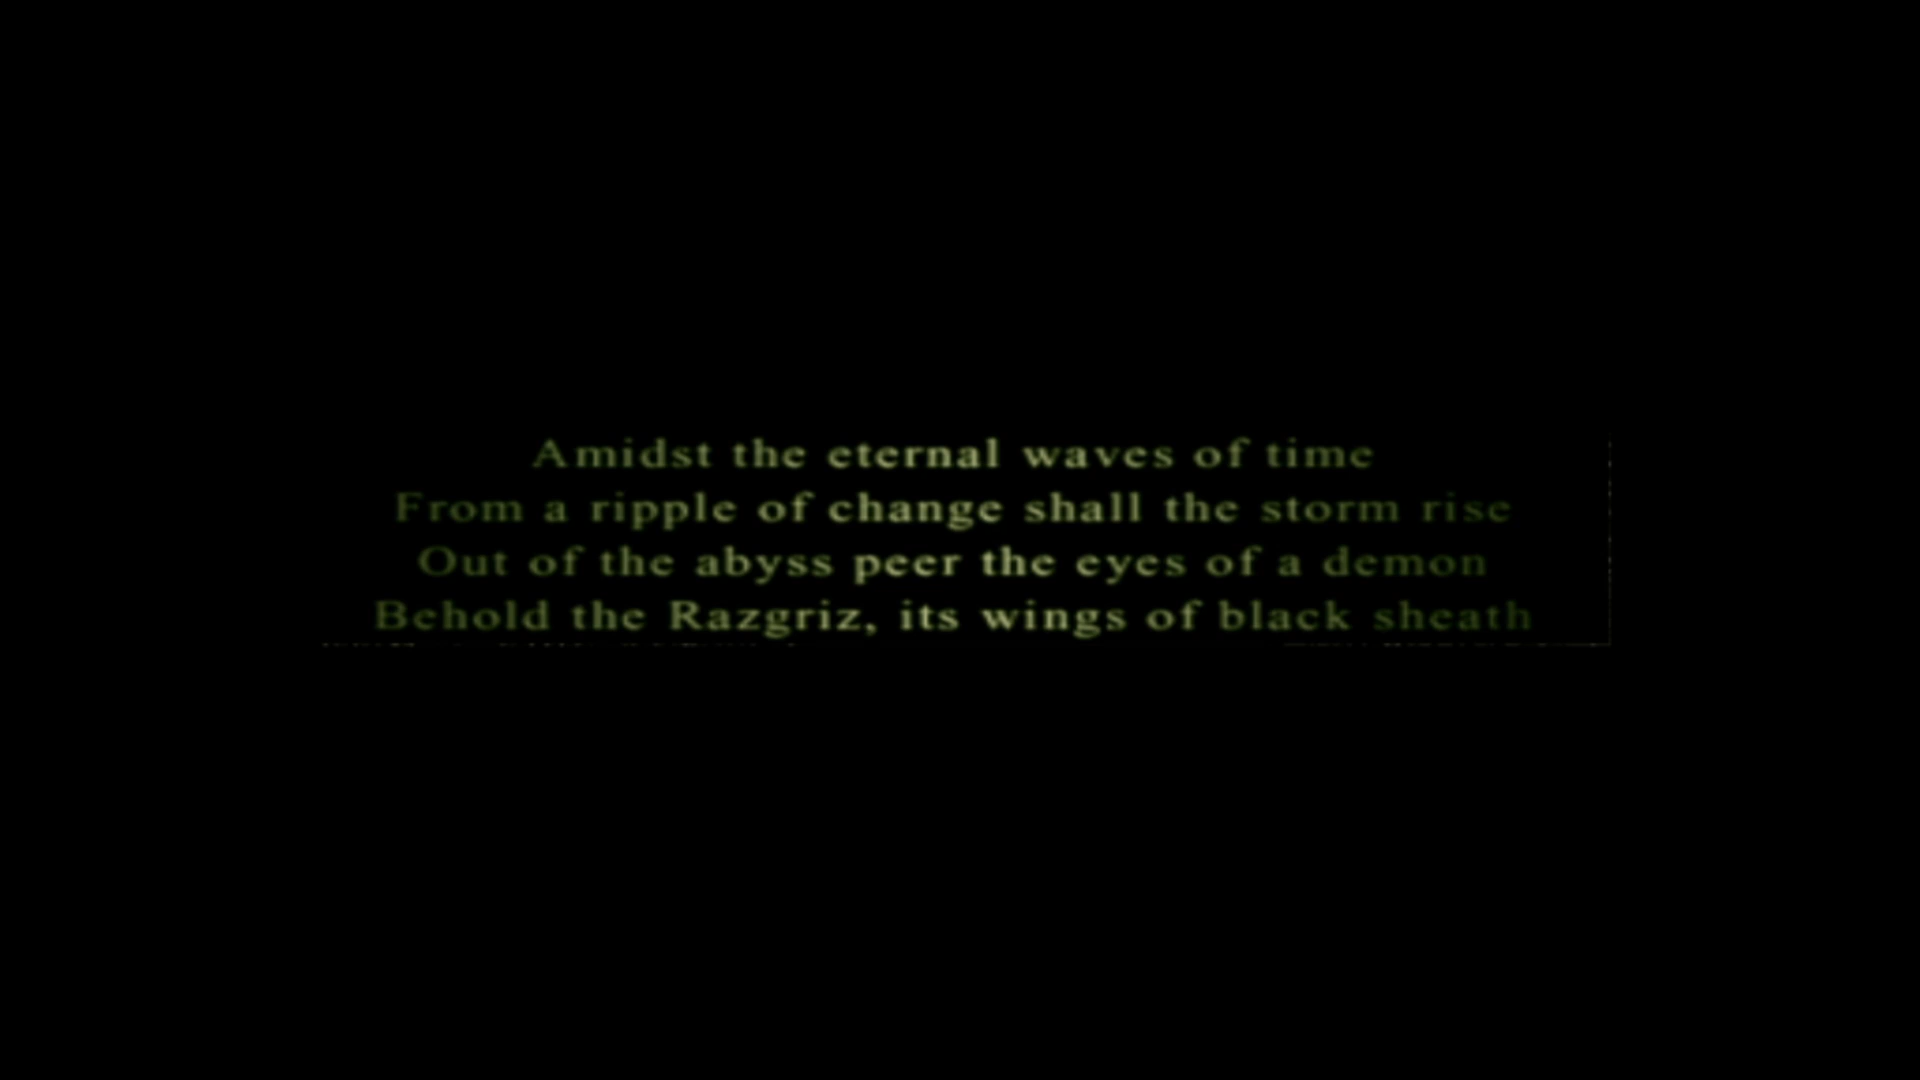 Amidst the eternal waves of time
From a ripple of change shall the storm rise
Out of the abyss peer the eyes of a demon
Behold the Razgriz, its wings of black sheath